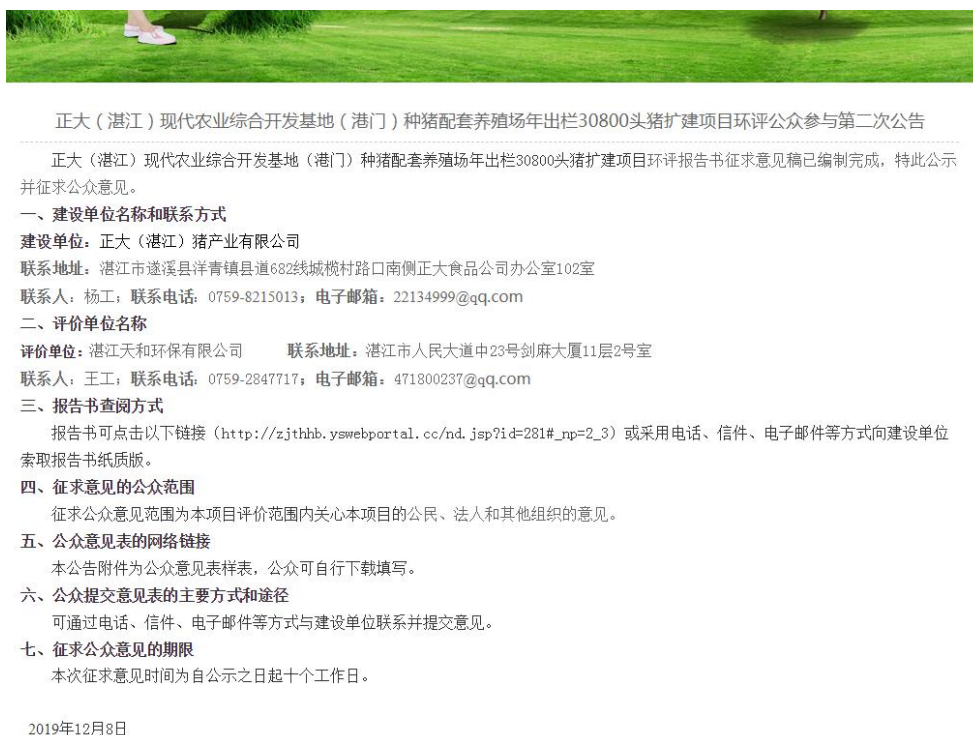 正大（湛江）现代农业综合开发基地（港门）种猪配套养殖场年出栏30800头猪扩建项目环评公众参与第二次公告
正大（湛江）现代农业综合开发基地（港门）种猪配套养殖场年出栏30800头猪扩建项目环评报告书征求意见稿已编制完成，特此公示
并征求公众意见。
一、建设单位名称和联系方式
建设单位：正大（湛江）猪产业有限公司
联系地址：湛江市遂溪县洋青镇县道682线城榄村路口南侧正大食品公司办公室102室
联系人：杨工；联系电话：0759-8215013；电子邮箱：22134999@qq.com
二、评价单位名称
评价单位：湛江天和环保有限公司 联系地址：湛江市人民大道中23号剑麻大厦11层2号室
联系人：王工；联系电话：0759-2847717；电子邮箱：471800237@qq.com
三、报告书查阅方式
报告书可点击以下链接（http://zjthhb.yswebportal.cc/nd.jsp?id=281#_np=2_3）或采用电话、信件、电子邮件等方式向建设单位
索取报告书纸质版。
四、征求意见的公众范围
征求公众意见范围为本项目评价范围内关心本项目的公民、法人和其他组织的意见。
五、公众意见表的网络链接
本公告附件为公众意见表样表，公众可自行下载填写。
六、公众提交意见表的主要方式和途径
可通过电话、信件、电子邮件等方式与建设单位联系并提交意见。
七、征求公众意见的期限
本次征求意见时间为自公示之日起十个工作日。
2019年12月8日